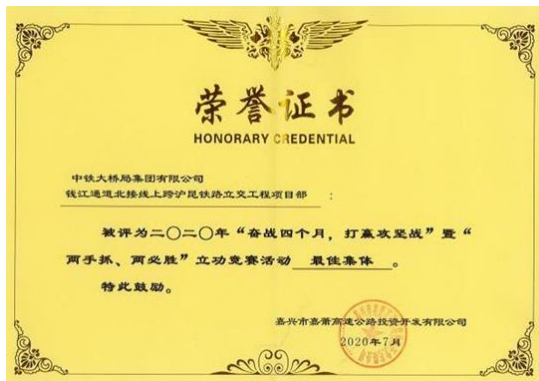 荣誉证书
HONORARY CREDENTIAL
中铁大桥局集团有限公司
钱江通道北接线上跨沪昆铁路立交工程项目部：
被评为二〇二〇年“奋战四个月，打赢攻坚战”暨“
两手抓、两必胜”立功竞赛活动 最佳集体 。
特此鼓励。
嘉兴市嘉萧高速公路投资开发有限公司
2020年7月